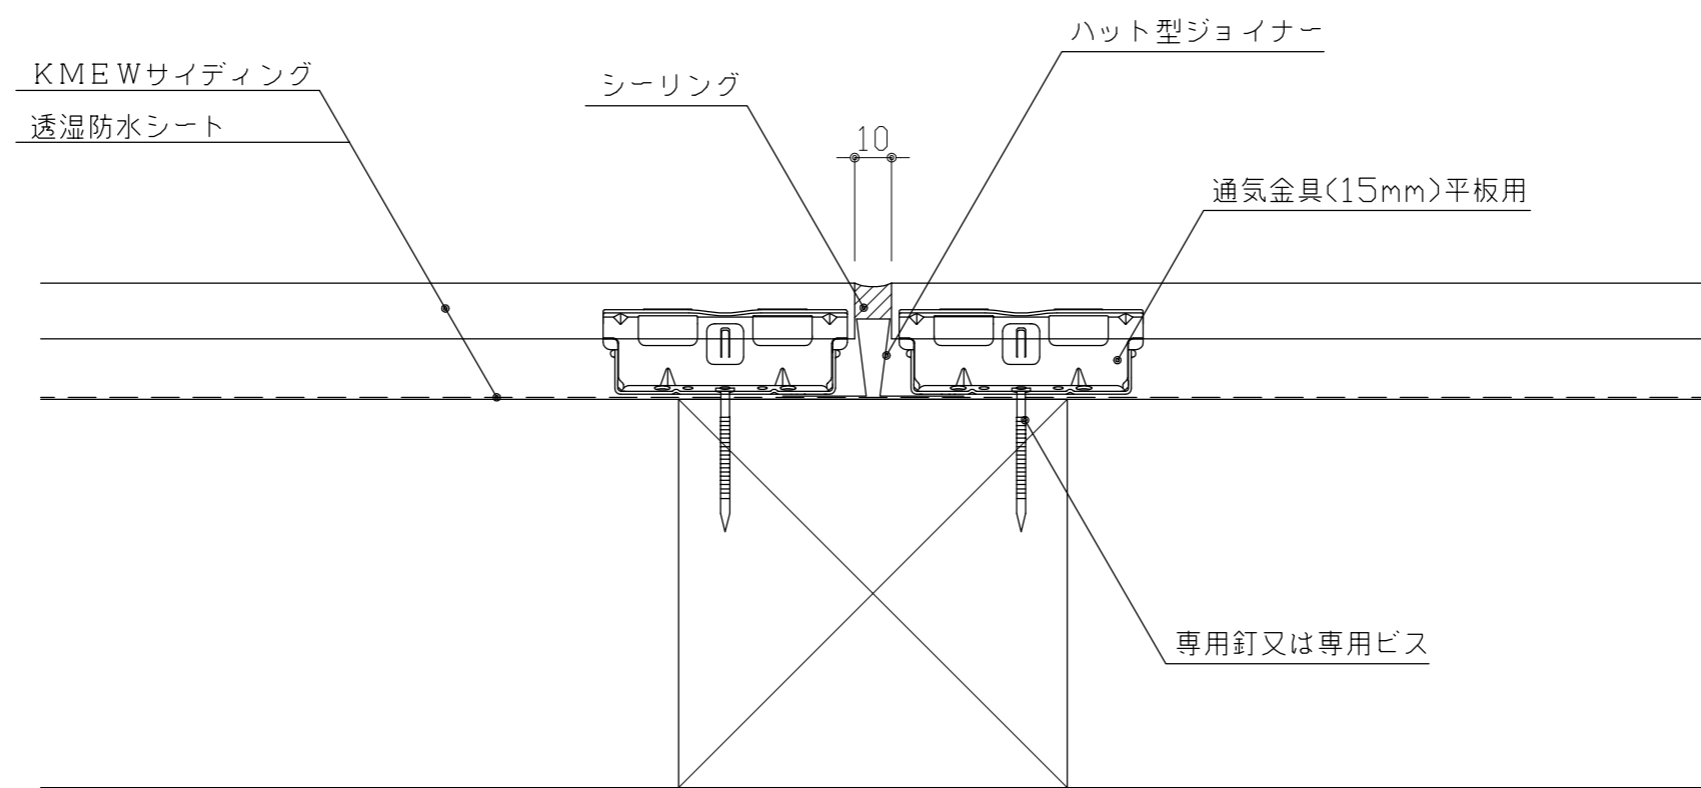 ハット型ジョイナー
KMEWサイディング
シーリング
透湿防水シート
10
通気金具(15mm)平板用
専用釘又は専用ビス